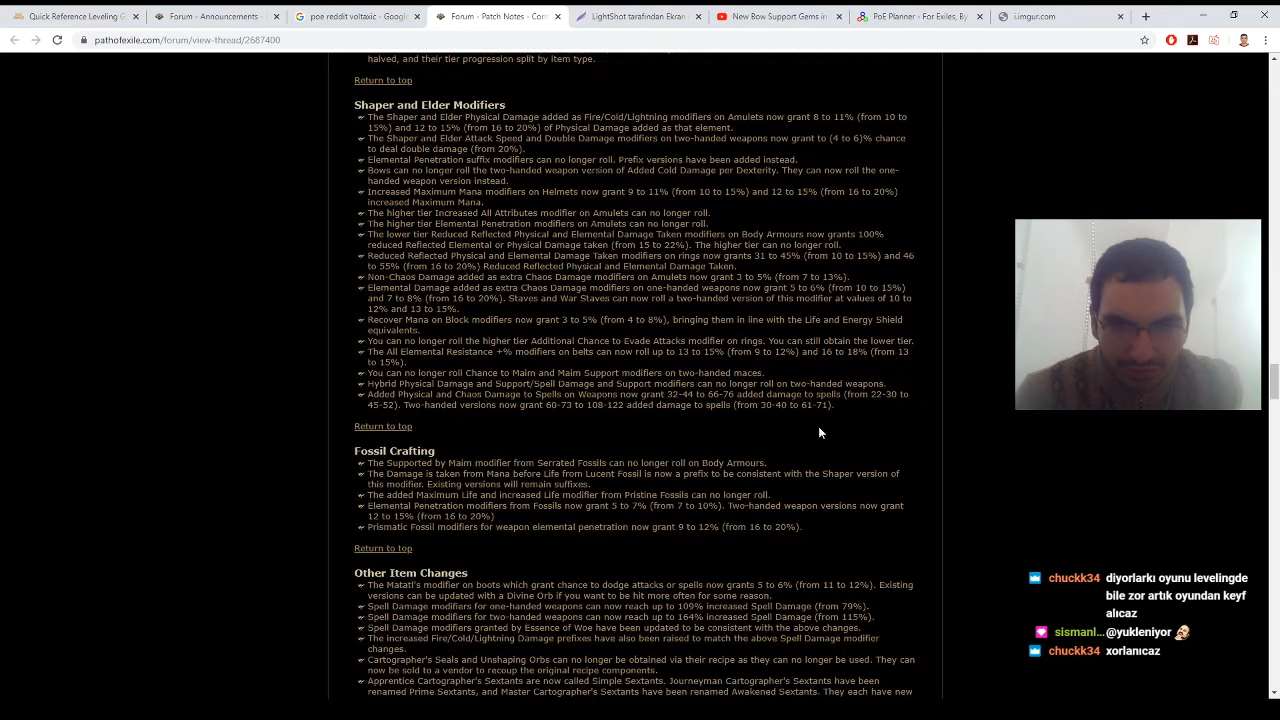 Quick Reference Leveling G
Forum - Announcements -
poe reddit voltaxic - Google
Forum - Patch Notes - Con
LightShot tarafından Ekran
New Bow Support Gems in
PoE Planner - For Exiles, By
i.imgur.com
pathofexile.com/forum/view-thread/2687400
halved, and their tier progression split by item type.
Return to top
Shaper and Elder Modifiers
The Shaper and Elder Physical Damage added as Fire/Cold/Lightning modifiers on Amulets now grant 8 to 11% (from 10 to
15%) and 12 to 15% (from 16 to 20%) of Physical Damage added as that element.
The Shaper and Elder Attack Speed and Double Damage modifiers on two-handed weapons now grant to (4 to 6)% chance
to deal double damage (from 20%).
Elemental Penetration suffix modifiers can no longer roll. Prefix versions have been added instead.
Bows can no longer roll the two-handed weapon version of Added Cold Damage per Dexterity. They can now roll the one-
handed weapon version instead.
Increased Maximum Mana modifiers on Helmets now grant 9 to 11% (from 10 to 15%) and 12 to 15% (from 16 to 20%)
increased Maximum Mana.
The higher tier Increased All Attributes modifier on Amulets can no longer roll.
The higher tier Elemental Penetration modifiers on Amulets can no longer roll.
The lower tier Reduced Reflected Physical and Elemental Damage Taken modifiers on Body Armours now grants 100%
reduced Reflected Elemental or Physical Damage taken (from 15 to 22%). The higher tier can no longer roll.
Reduced Reflected Physical and Elemental Damage Taken modifiers on rings now grants 31 to 45% (from 10 to 15%) and 46
to 55% (from 16 to 20%) Reduced Reflected Physical and Elemental Damage Taken.
Non-Chaos Damage added as extra Chaos Damage modifiers on Amulets now grant 3 to 5% (from 7 to 13%).
Elemental Damage added as extra Chaos Damage modifiers on one-handed weapons now grant 5 to 6% (from 10 to 15%)
and 7 to 8% (from 16 to 20%). Staves and War Staves can now roll a two-handed version of this modifier at values of 10 to
12% and 13 to 15%.
Recover Mana on Block modifiers now grant 3 to 5% (from 4 to 8%), bringing them in line with the Life and Energy Shield
equivalents.
You can no longer roll the higher tier Additional Chance to Evade Attacks modifier on rings. You can still obtain the lower tier.
The All Elemental Resistance +% modifiers on belts can now roll up to 13 to 15% (from 9 to 12%) and 16 to 18% (from 13
to 15%).
You can no longer roll Chance to Maim and Maim Support modifiers on two-handed maces.
Hybrid Physical Damage and Support/Spell Damage and Support modifiers can no longer roll on two-handed weapons.
Added Physical and Chaos Damage to Spells on Weapons now grant 32-44 to 66-76 added damage to spells (from 22-30 to
45-52). Two-handed versions now grant 60-73 to 108-122 added damage to spells (from 30-40 to 61-71).
Return to top
Fossil Crafting
The Supported by Maim modifier from Serrated Fossils can no longer roll on Body Armours.
The Damage is taken from Mana before Life from Lucent Fossil is now a prefix to be consistent with the Shaper version of
this modifier. Existing versions will remain suffixes.
The added Maximum Life and increased Life modifier from Pristine Fossils can no longer roll.
Elemental Penetration modifiers from Fossils now grant 5 to 7% (from 7 to 10%). Two-handed weapon versions now grant
12 to 15% (from 16 to 20%)
Prismatic Fossil modifiers for weapon elemental penetration now grant 9 to 12% (from 16 to 20%).
Return to top
Other Item Changes
The Matatl's modifier on boots which grant chance to dodge attacks or spells now grants 5 to 6% (from 11 to 12%). Existing
versions can be updated with a Divine Orb if you want to be hit more often for some reason.
Spell Damage modifiers for one-handed weapons can now reach up to 109% increased Spell Damage (from 79%).
Spell Damage modifiers for two-handed weapons can now reach up to 164% increased Spell Damage (from 115%).
Spell Damage modifiers granted by Essence of Woe have been updated to be consistent with the above changes.
The increased Fire/Cold/Lightning Damage prefixes have also been raised to match the above Spell Damage modifier
changes.
Cartographer's Seals and Unshaping Orbs can no longer be obtained via their recipe as they can no longer be used. They can
now be sold to a vendor to recoup the original recipe components.
Apprentice Cartographer's Sextants are now called Simple Sextants. Journeyman Cartographer's Sextants have been
renamed Prime Sextants, and Master Cartographer's Sextants have been renamed Awakened Sextants. They each have new
chuckk34 diyorlarkı oyunu levelingde
bile zor artık oyundan keyf
alıcaz
sismanl... @yukleniyor
chuckk34 xorlanıcaz